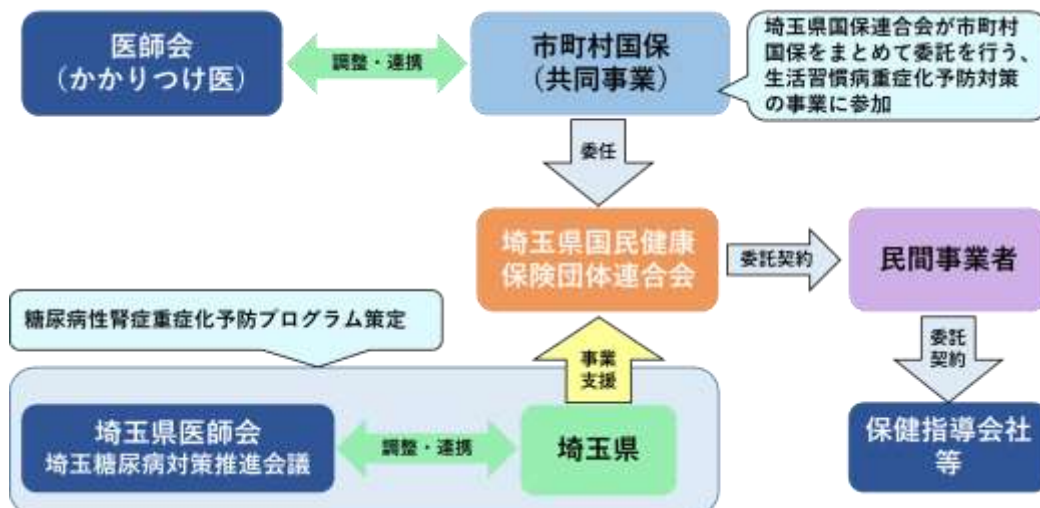 医師会
（かかりつけ医）
調整・連携
市町村国保
（共同事業）
埼玉県国保連合会が市町村
国保をまとめて委託を行う、
生活習慣病重症化予防対策
の事業に参加
委任
埼玉県国民健康
保険団体連合会
委託契約
民間事業者
糖尿病性腎症重症化予防プログラム策定
事業
支援
委託
契約
埼玉県医師会
埼玉糖尿病対策推進会議
調整・連携
埼玉県
保健指導会社
等